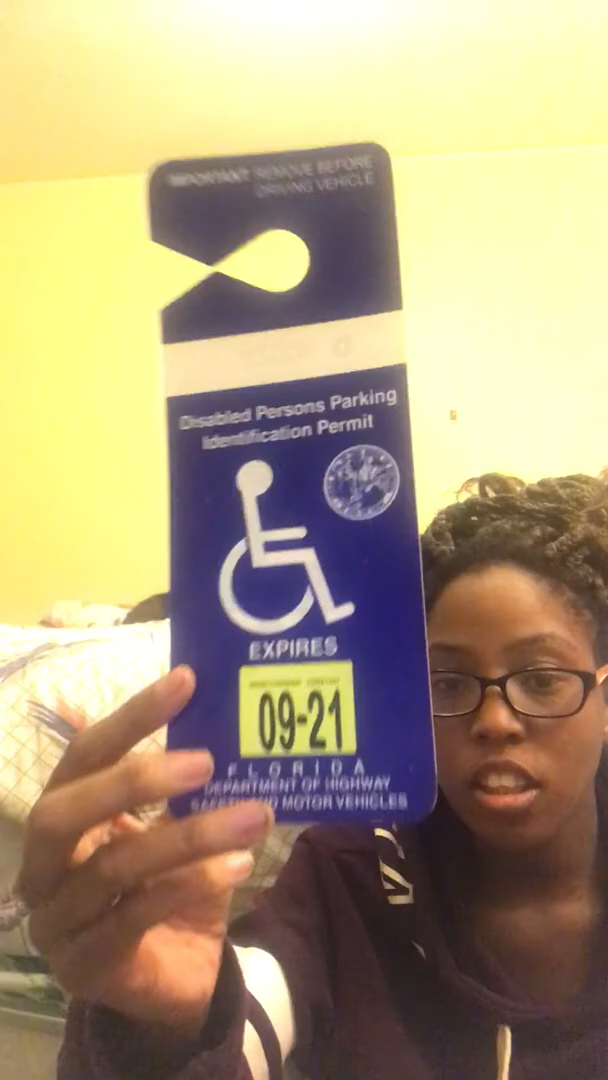 IMPORTANT REMOVE BEFORE
DRIVING VEHICLE
Disabled Persons Parking
Identification Permit
EXPIRES
09-21
FLORIDA
DEPARTMENT OF HIGHWAY
SAFETY AND MOTOR VEHICLES